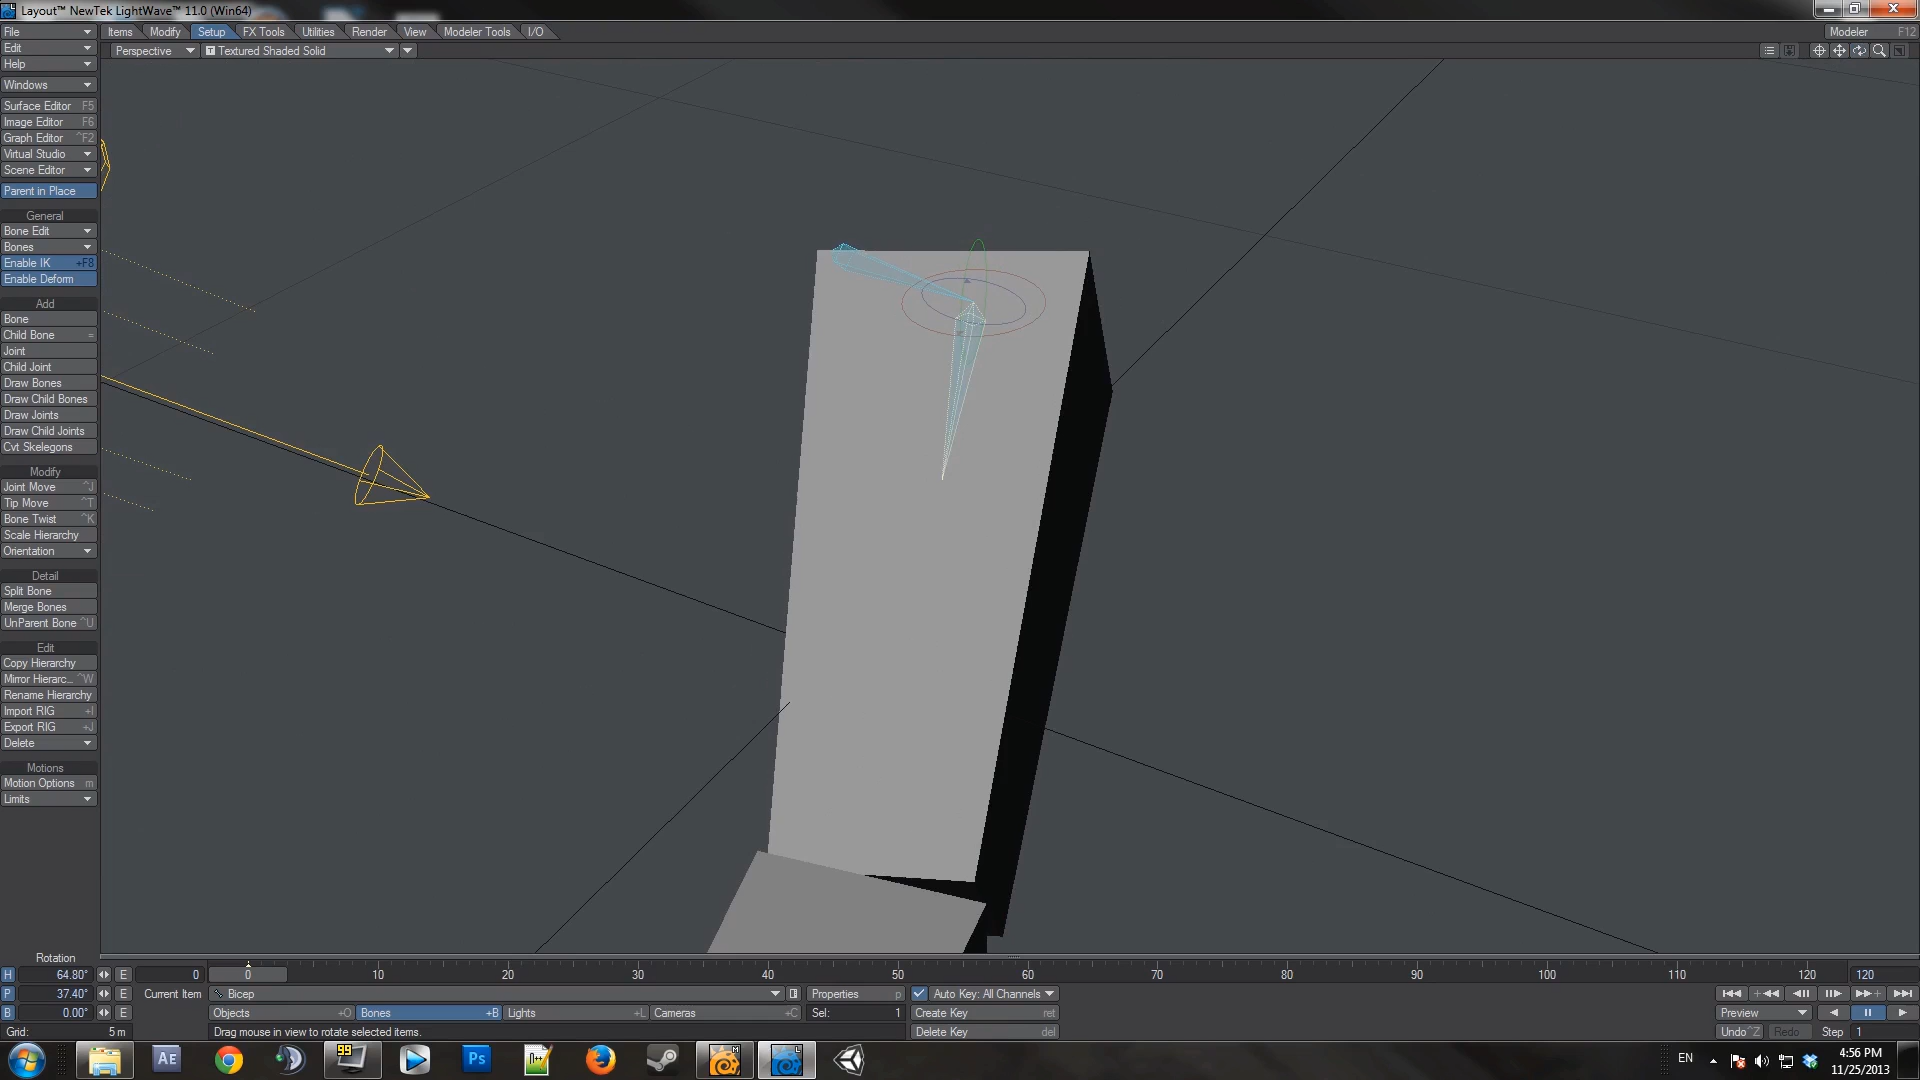 Layout™ NewTek LightWave™ 11.0 (Win64)
File
Items Modify Setup FX Tools Utilities Render View Modeler Tools I/O
Modeler F12
Edit
Perspective
Textured Shaded Solid
Help
Windows
Surface Editor F5
Image Editor F6
Graph Editor ^F2
Virtual Studio
Scene Editor
Parent in Place
General
Bone Edit
Bones
Enable IK +F8
Enable Deform
Add
Bone
Child Bone =
Joint
Child Joint
Draw Bones
Draw Child Bones
Draw Joints
Draw Child Joints
Cvt Skelegons
Modify
Joint Move ^J
Tip Move ^T
Bone Twist ^K
Scale Hierarchy
Orientation
Detail
Split Bone
Merge Bones
UnParent Bone ^U
Edit
Copy Hierarchy
Mirror Hierarc... ^W
Rename Hierarchy
Import RIG +I
Export RIG +J
Delete
Motions
Motion Options m
Limits
Rotation
H 64.80° E 0 0 10 20 30 40 50 60 70 80 90 100 110 120 120
P 37.40° E Current Item Bicep Properties p Auto Key: All Channels
B 0.00° E Objects +O Bones +B Lights +L Cameras +C Sel: 1 Create Key ret Preview
Grid: 5 m Drag mouse in view to rotate selected items. Delete Key del Undo ^Z Redo Step 1
AE
99
Ps
EN
4:56 PM
11/25/2013